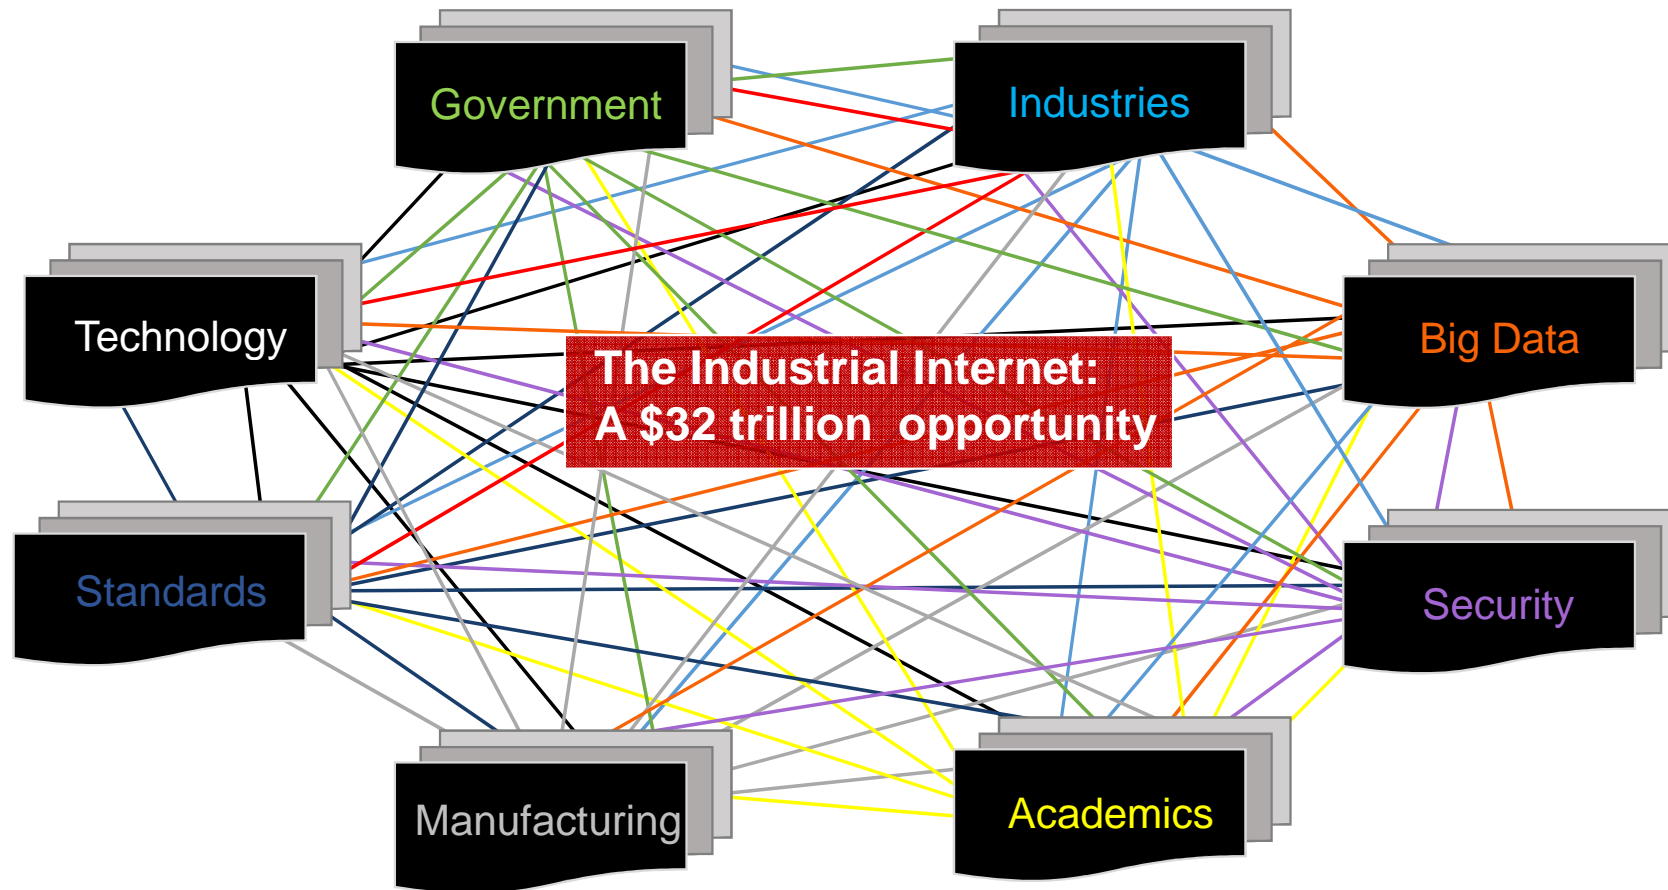 Government
Industries
Technology
Big Data
The Industrial Internet:
A $32 trillion  opportunity
Standards
Security
Manufacturing
Academics